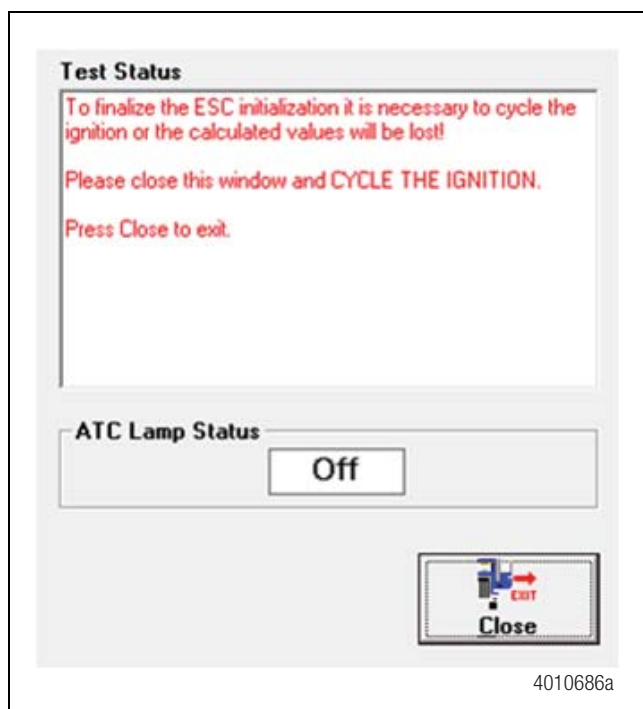 Test Status
To finalize the ESC initialization it is necessary to cycle the
ignition or the calculated values will be lost!
Please close this window and CYCLE THE IGNITION.
Press Close to exit.
ATC Lamp Status
Off
EXIT
Close
4010686a